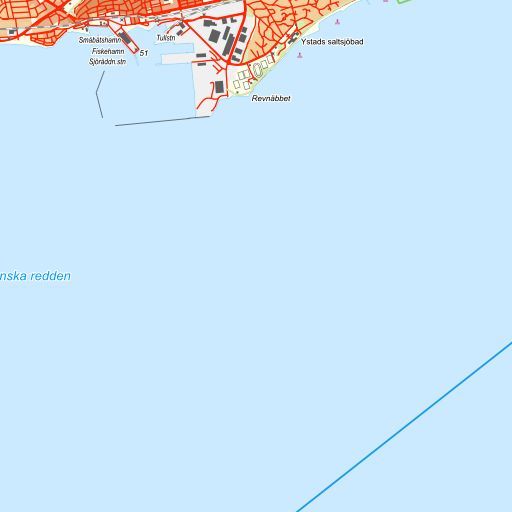 Småbåtshamn
Fiskehamn
Sjöräddn.stn
51
Tullstn
Ystads saltsjöbad
Revnäbbet
nska redden